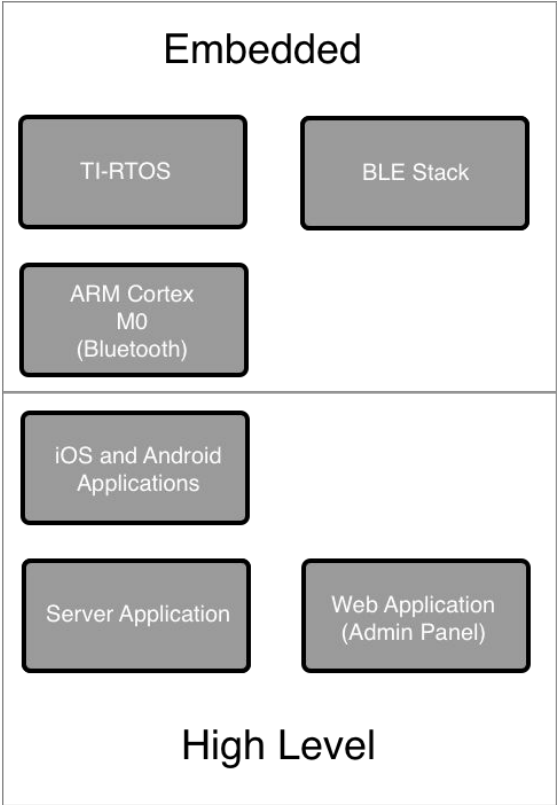 Embedded
TI-RTOS
BLE Stack
ARM Cortex
M0
(Bluetooth)
iOS and Android
Applications
Server Application
Web Application
(Admin Panel)
High Level